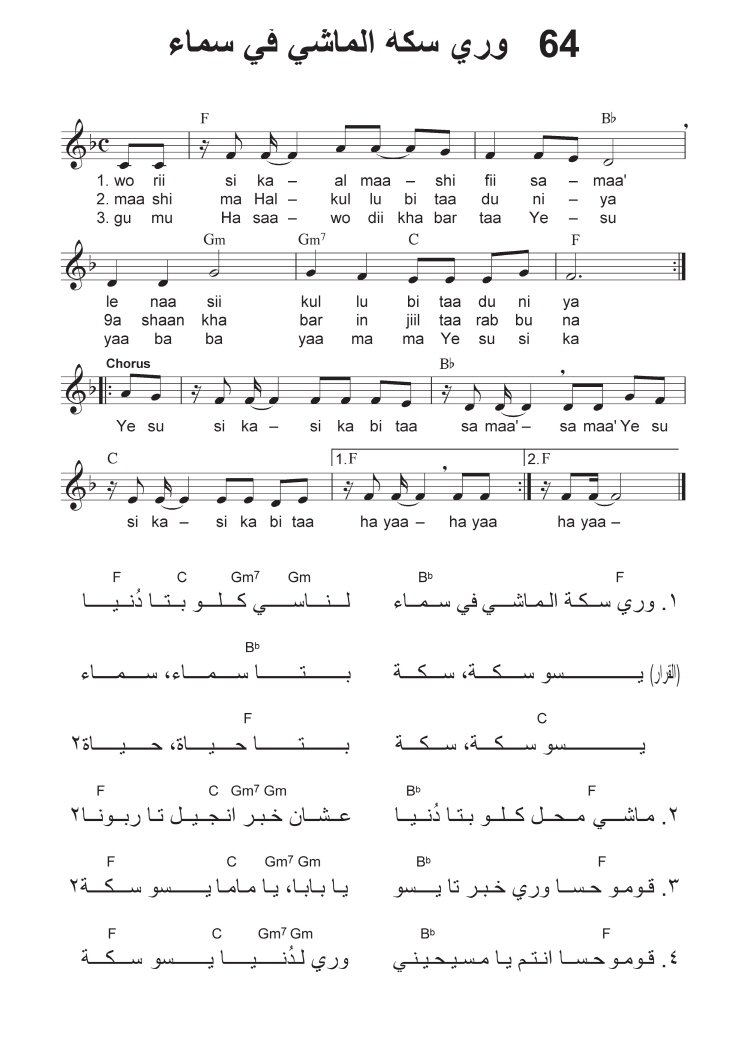 64 وري سكة الماشي في سماء
F B♭
1. wo rii si ka – al maa – shi fii sa – maa'
2. maa shi ma Hal – kul lu bi taa du ni – ya
3. gu mu Ha saa – wo dii kha bar taa Ye – su
Gm Gm7 C F
le naa sii kul lu bi taa du ni ya
9a shaan kha bar in jiil taa rab bu na
yaa ba ba yaa ma ma Ye su si ka
Chorus B♭
Ye su si ka – si ka bi taa sa maa' – sa maa' Ye su
C 1. F 2. F
si ka – si ka bi taa ha yaa – ha yaa ha yaa –
F C Gm7 Gm B♭ F
١. وري سكة الماشي في سماء لناسي كلو بتا دُنيا
B♭
(القرار) يسو سكة، سكة بتا سماء، سماء
F C
يسو سكة، سكة بتا حياة، حياة٢
F C Gm7 Gm B♭ F
٢. ماشي محل كلو بتا دُنيا عشان خبر انجيل تا ربونا٢
F C Gm7 Gm B♭ F
٣. قومو حسا وري خبر تا يسو يا بابا، يا ماما يسو سكة٢
F C Gm7 Gm B♭ F
٤. قومو حسا انتم يا مسيحيني وري لدُنيا يسو سكة